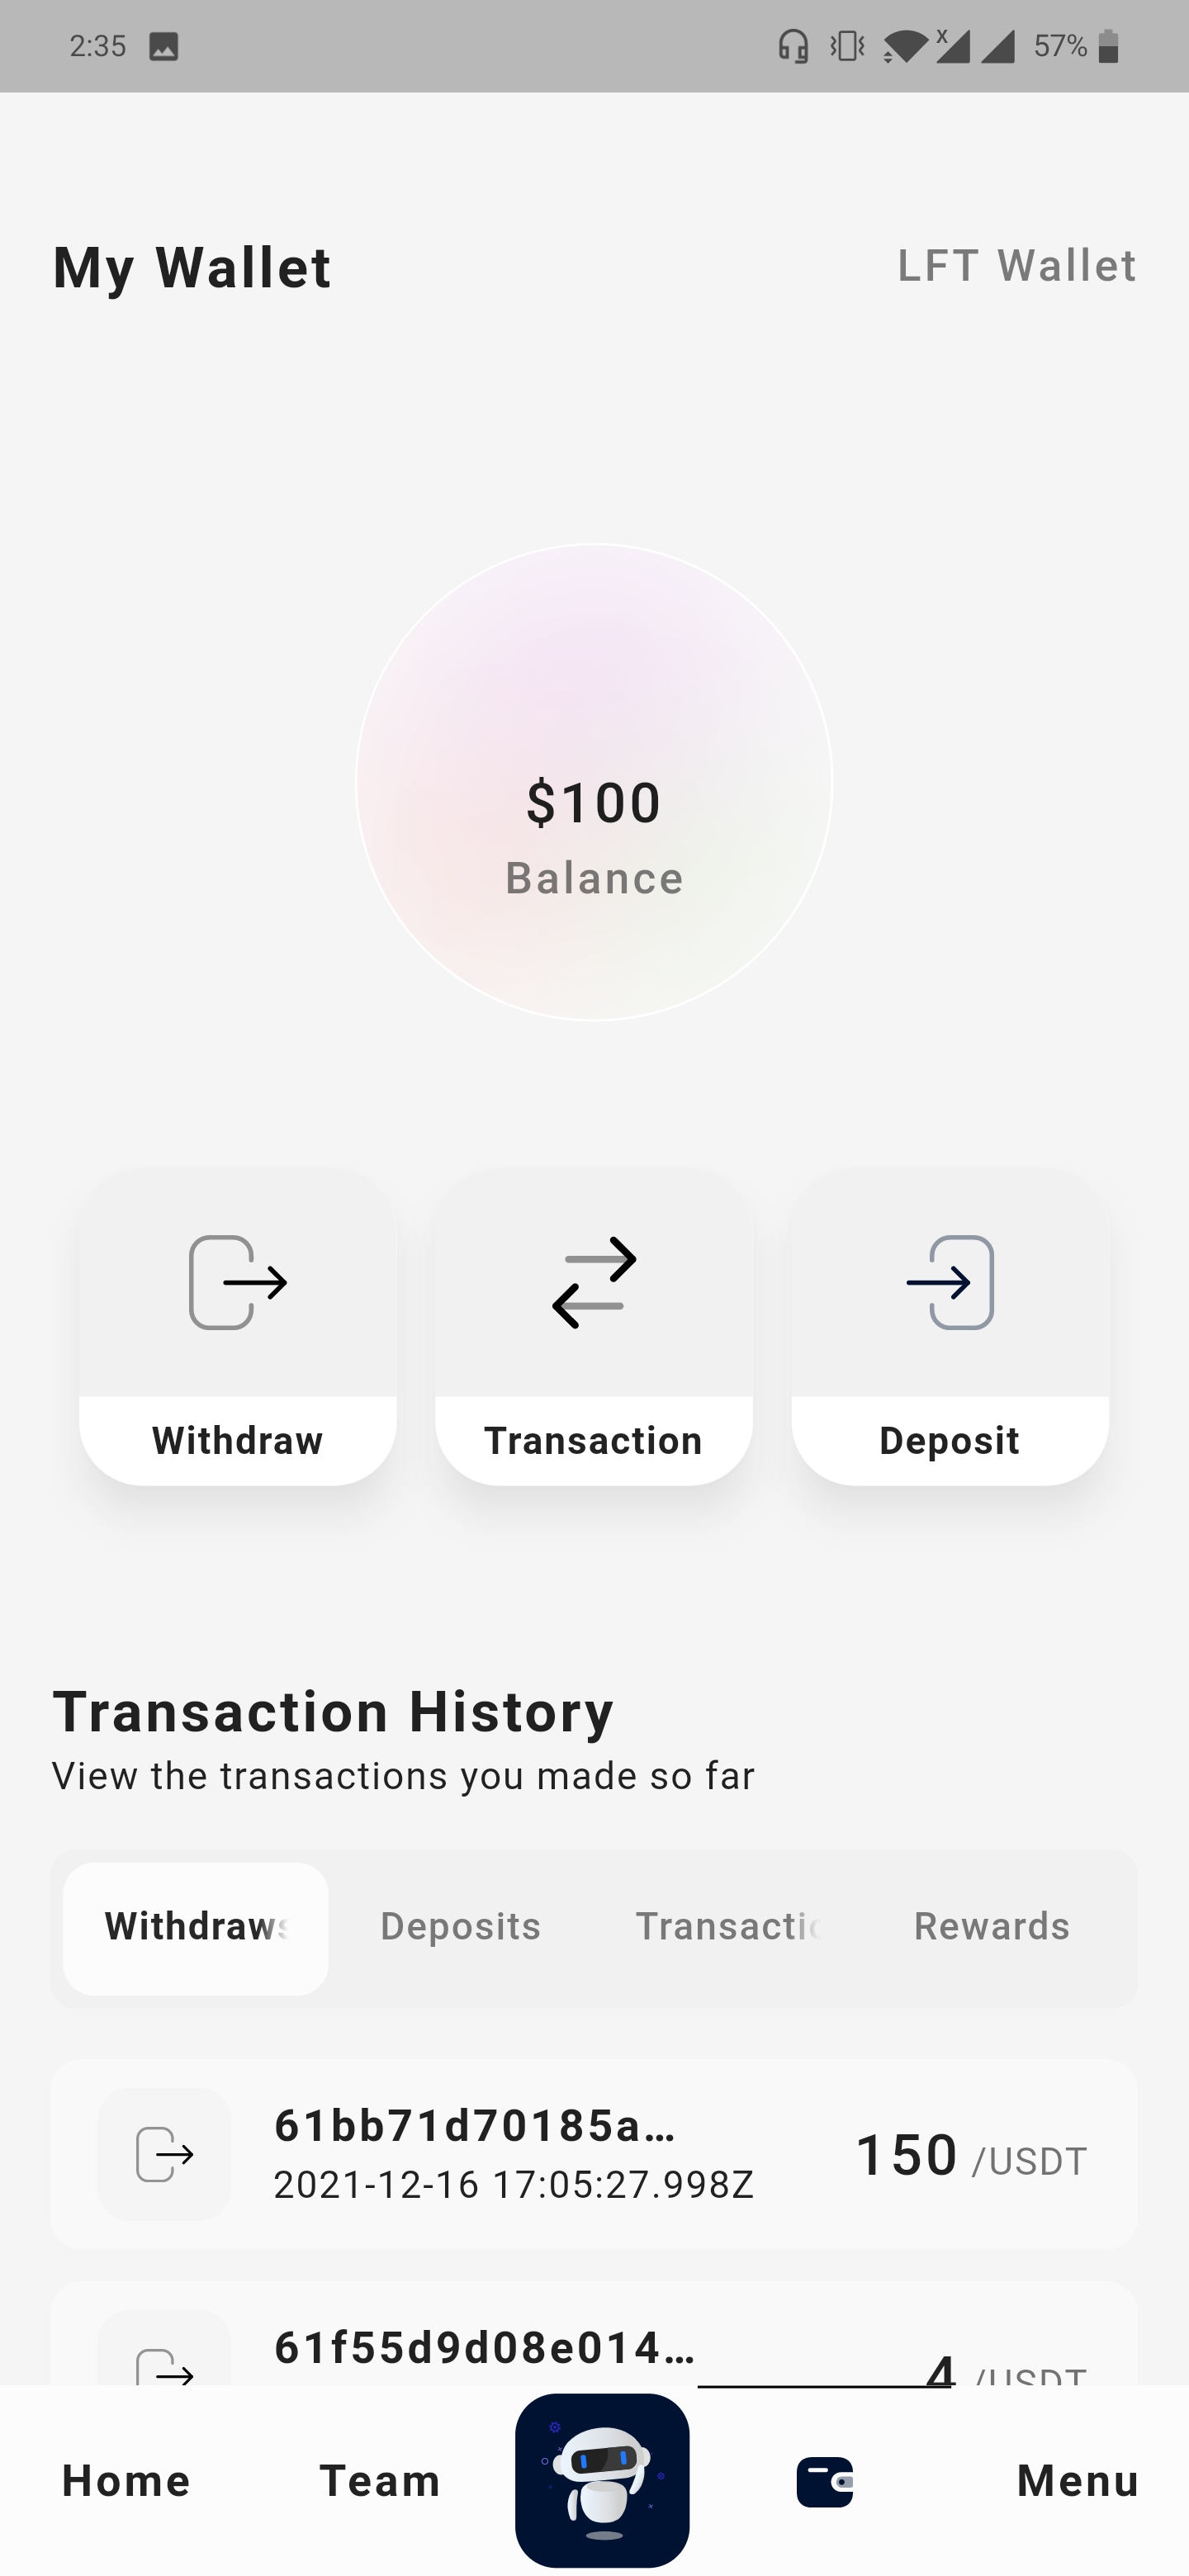 2:35
57%
My Wallet
LFT Wallet
$100
Balance
Withdraw
Transaction
Deposit
Transaction History
View the transactions you made so far
Withdraws
Deposits
Transactio
Rewards
61bb71d70185a...
2021-12-16 17:05:27.998Z
150 /USDT
61f55d9d08e014...
4 /USDT
Home
Team
Menu